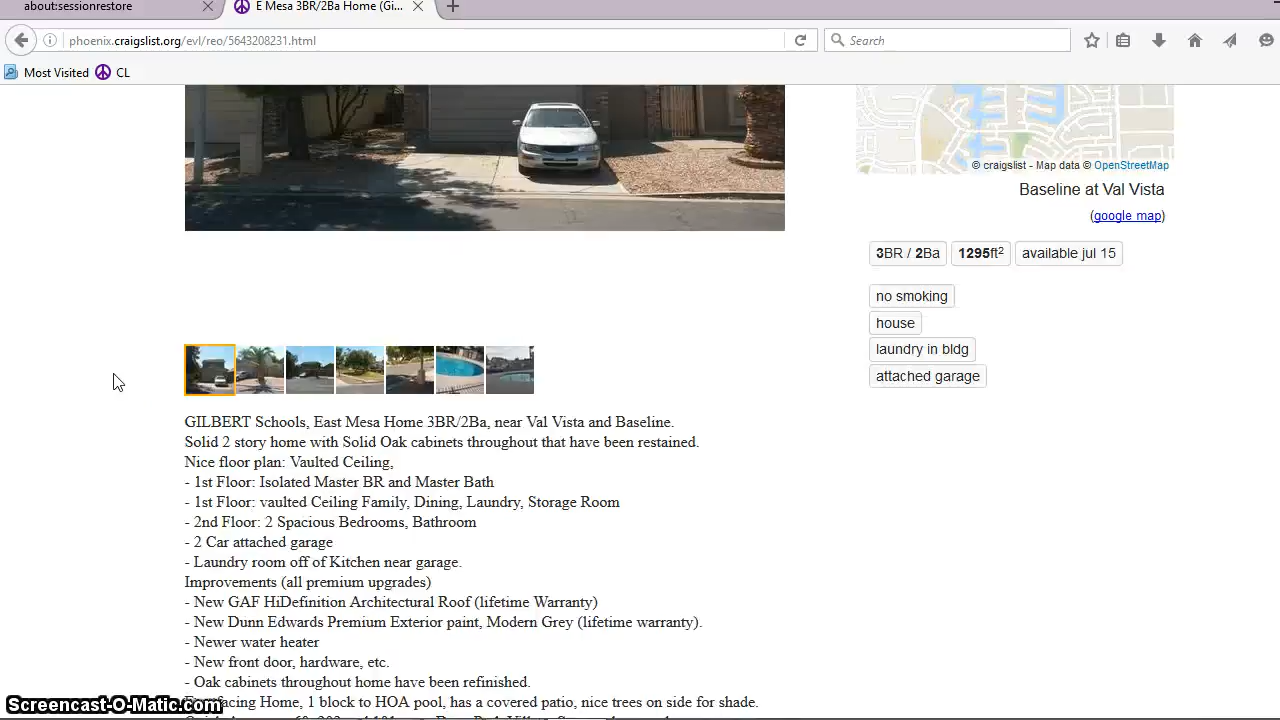 about:sessionrestore
E Mesa 3BR/2Ba Home (Gi...
phoenix.craigslist.org/evl/reo/5643208231.html
Search
Most Visited
CL
© craigslist - Map data © OpenStreetMap
Baseline at Val Vista
(google map)
3BR / 2Ba
1295ft²
available jul 15
no smoking
house
laundry in bldg
attached garage
GILBERT Schools, East Mesa Home 3BR/2Ba, near Val Vista and Baseline.
Solid 2 story home with Solid Oak cabinets throughout that have been restained.
Nice floor plan: Vaulted Ceiling,
- 1st Floor: Isolated Master BR and Master Bath
- 1st Floor: vaulted Ceiling Family, Dining, Laundry, Storage Room
- 2nd Floor: 2 Spacious Bedrooms, Bathroom
- 2 Car attached garage
- Laundry room off of Kitchen near garage.
Improvements (all premium upgrades)
- New GAF HiDefinition Architectural Roof (lifetime Warranty)
- New Dunn Edwards Premium Exterior paint, Modern Grey (lifetime warranty).
- Newer water heater
- New front door, hardware, etc.
- Oak cabinets throughout home have been refinished.
facing Home, 1 block to HOA pool, has a covered patio, nice trees on side for shade.
Screencast-O-Matic.com